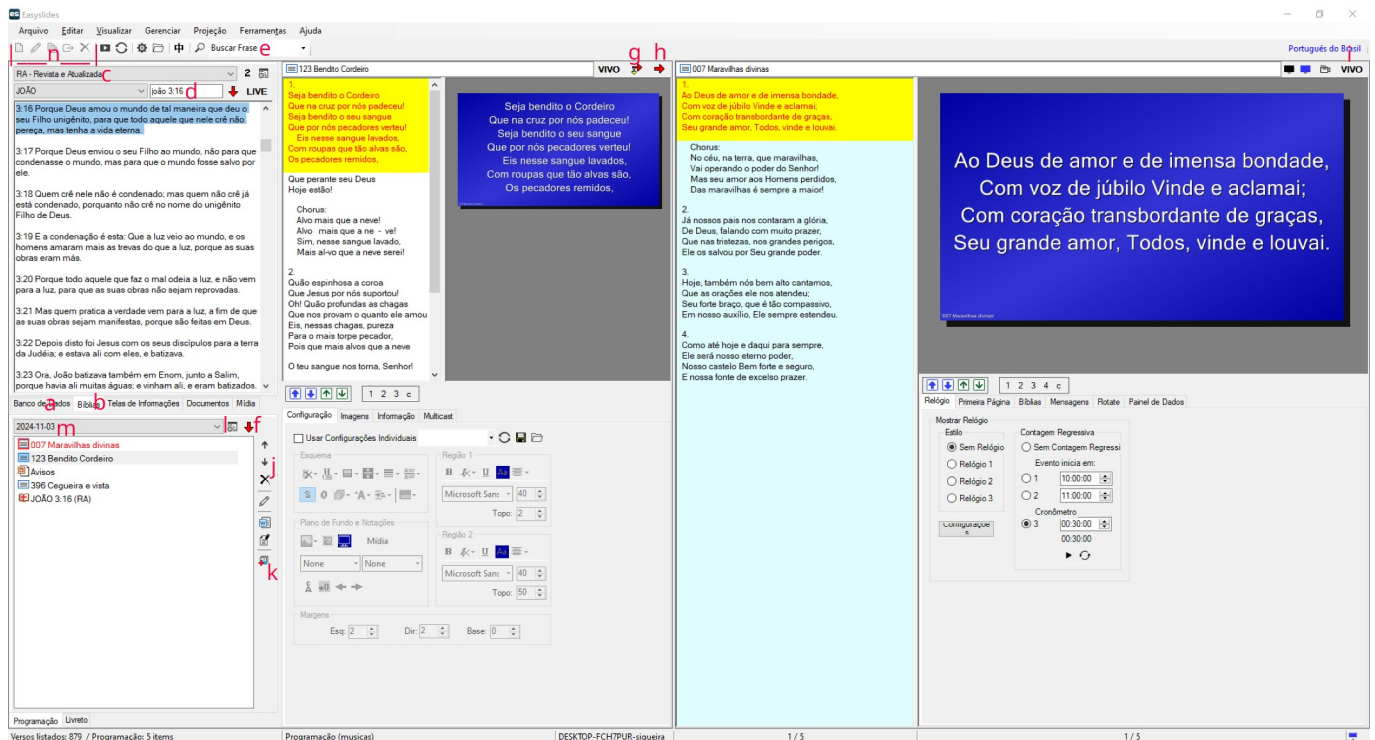 Easyslides
Arquivo Editar Visualizar Gerenciar Projeção Ferramentas Ajuda
n
中 Buscar Frase e
g h
Português do Brasil
i
RA - Revista e Atualizada c 2
JOÃO joão 3:16 d LIVE
3:16 Porque Deus amou o mundo de tal maneira que deu o
seu Filho unigênito, para que todo aquele que nele crê não
pereça, mas tenha a vida eterna.
3:17 Porque Deus enviou o seu Filho ao mundo, não para que
condenasse o mundo, mas para que o mundo fosse salvo por
ele.
3:18 Quem crê nele não é condenado; mas quem não crê já
está condenado, porquanto não crê no nome do unigênito
Filho de Deus.
3:19 E a condenação é esta: Que a luz veio ao mundo, e os
homens amaram mais as trevas do que a luz, porque as suas
obras eram más.
3:20 Porque todo aquele que faz o mal odeia a luz, e não vem
para a luz, para que as suas obras não sejam reprovadas.
3:21 Mas quem pratica a verdade vem para a luz, a fim de que
as suas obras sejam manifestas, porque são feitas em Deus.
3:22 Depois disto foi Jesus com os seus discípulos para a terra
da Judéia; e estava ali com eles, e batizava.
3:23 Ora, João batizava também em Enom, junto a Salim,
porque havia ali muitas águas; e vinham ali, e eram batizados.
Banco de Dados a Bíblias b Telas de Informações Documentos Mídia
2024-11-03 m l f
007 Maravilhas divinas
123 Bendito Cordeiro
Avisos
396 Cegueira e vista
JOÃO 3:16 (RA)
j
k
Programação Livreto
123 Bendito Cordeiro VIVO
1.
Seja bendito o Cordeiro
Que na cruz por nós padeceu!
Seja bendito o seu sangue
Que por nós pecadores verteu!
Eis nesse sangue lavados,
Com roupas que tão alvas são,
Os pecadores remidos,
Que perante seu Deus
Hoje estão!
Chorus:
Alvo mais que a neve!
Alvo mais que a ne - ve!
Sim, nesse sangue lavado,
Mais al-vo que a neve serei!
2.
Quão espinhosa a coroa
Que Jesus por nós suportou!
Oh! Quão profundas as chagas
Que nos provam o quanto ele amou
Eis, nessas chagas, pureza
Para o mais torpe pecador,
Pois que mais alvos que a neve
O teu sangue nos torna, Senhor!
Seja bendito o Cordeiro
Que na cruz por nós padeceu!
Seja bendito o seu sangue
Que por nós pecadores verteu!
Eis nesse sangue lavados,
Com roupas que tão alvas são,
Os pecadores remidos,
1 2 3 c
Configuração Imagens Informação Multicast
Usar Configurações Individuais
Esquema
S
Plano de Fundo e Notações
Mídia
None None
Região 1
B U Aa
Microsoft Sans 40
Topo: 2
Região 2
B U Aa
Microsoft Sans 40
Topo: 50
Margens
Esq: 2 Dir: 2 Base: 0
007 Maravilhas divinas VIVO
1.
Ao Deus de amor e de imensa bondade,
Com voz de júbilo Vinde e aclamai;
Com coração transbordante de graças,
Seu grande amor, Todos, vinde e louvai.
Chorus:
No céu, na terra, que maravilhas,
Vai operando o poder do Senhor!
Mas seu amor aos Homens perdidos,
Das maravilhas é sempre a maior!
2.
Já nossos pais nos contaram a glória,
De Deus, falando com muito prazer,
Que nas tristezas, nos grandes perigos,
Ele os salvou por Seu grande poder.
3.
Hoje, também nós bem alto cantamos,
Que as orações ele nos atendeu;
Seu forte braço, que é tão compassivo,
Em nosso auxílio, Ele sempre estendeu.
4.
Como até hoje e daqui para sempre,
Ele será nosso eterno poder,
Nosso castelo Bem forte e seguro,
E nossa fonte de excelso prazer.
Ao Deus de amor e de imensa bondade,
Com voz de júbilo Vinde e aclamai;
Com coração transbordante de graças,
Seu grande amor, Todos, vinde e louvai.
'007 Maravilhas divinas'
1 2 3 4 c
Relógio Primeira Página Bíblias Mensagens Rotate Painel de Dados
Mostrar Relógio
Estilo
Sem Relógio
Relógio 1
Relógio 2
Relógio 3
Configuraçõe
s
Contagem Regressiva
Sem Contagem Regressi
Evento inicia em:
1 10:00:00
2 11:00:00
Cronômetro
3 00:30:00
00:30:00
Versos listados: 879 / Programação: 5 items
Programação (musicas)
DESKTOP-FCH7PUR-siqueira
1 / 5
1 / 5